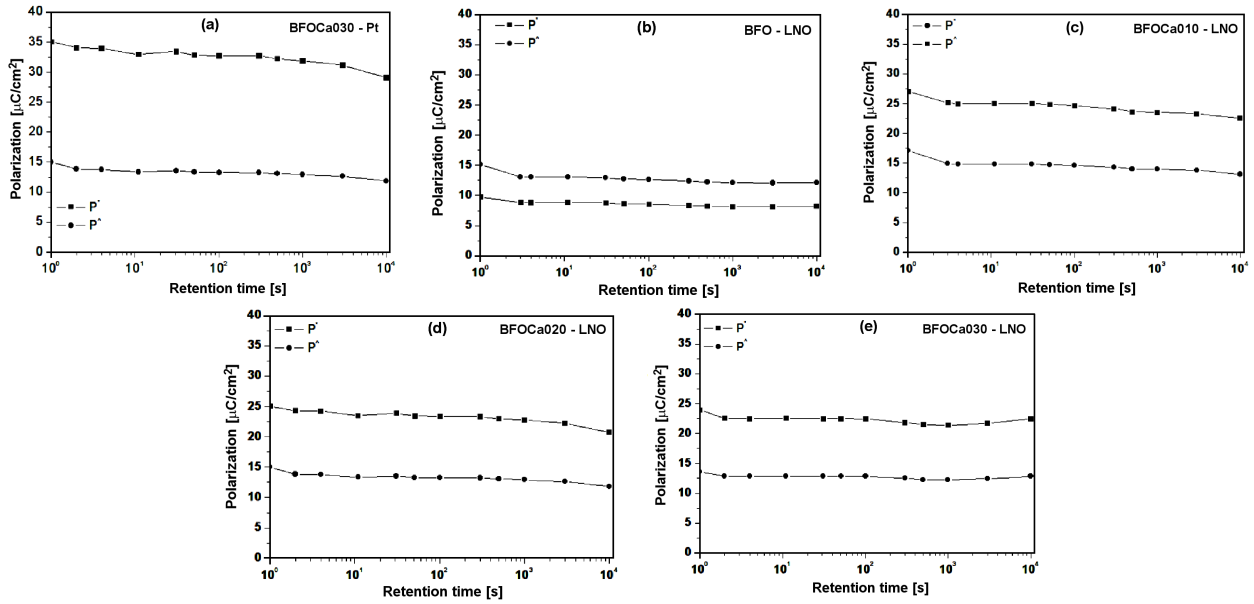 (a)
BFOCa030 - Pt
Polarization [μC/cm²]
40
35
30
25
20
15
10
5
0
P*
P^
10⁰
10¹
10²
10³
10⁴
Retention time [s]
(b)
BFO - LNO
Polarization [μC/cm²]
40
35
30
25
20
15
10
5
0
P*
P^
10⁰
10¹
10²
10³
10⁴
Retention time [s]
(c)
BFOCa010 - LNO
Polarization [μC/cm²]
40
35
30
25
20
15
10
5
0
P*
P^
10⁰
10¹
10²
10³
10⁴
Retention time [s]
(d)
BFOCa020 - LNO
Polarization [μC/cm²]
40
35
30
25
20
15
10
5
0
P*
P^
10⁰
10¹
10²
10³
10⁴
Retention time [s]
(e)
BFOCa030 - LNO
Polarization [μC/cm²]
40
35
30
25
20
15
10
5
0
P*
P^
10⁰
10¹
10²
10³
10⁴
Retention time [s]